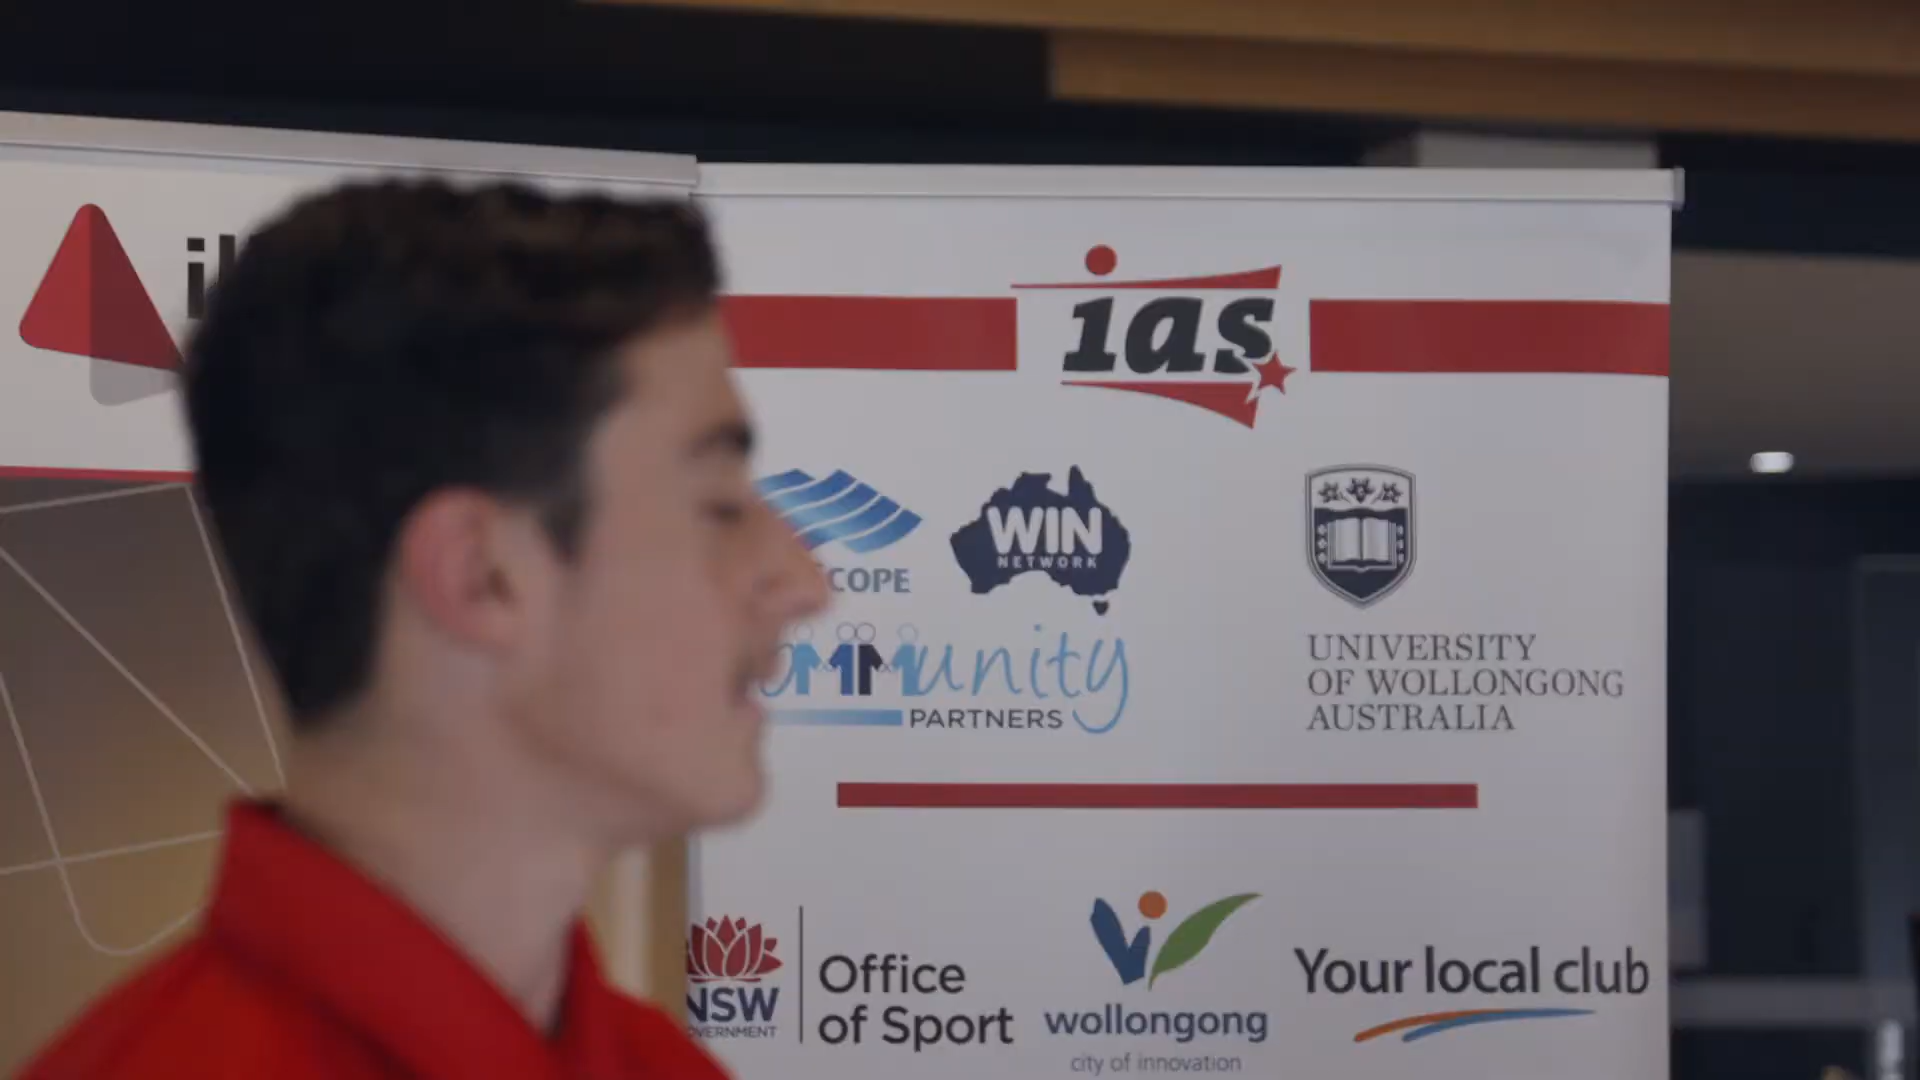 ias
WIN
NETWORK
PARTNERS
UNIVERSITY
OF WOLLONGONG
AUSTRALIA
NSW
Office
of Sport
wollongong
city of innovation
Your local club